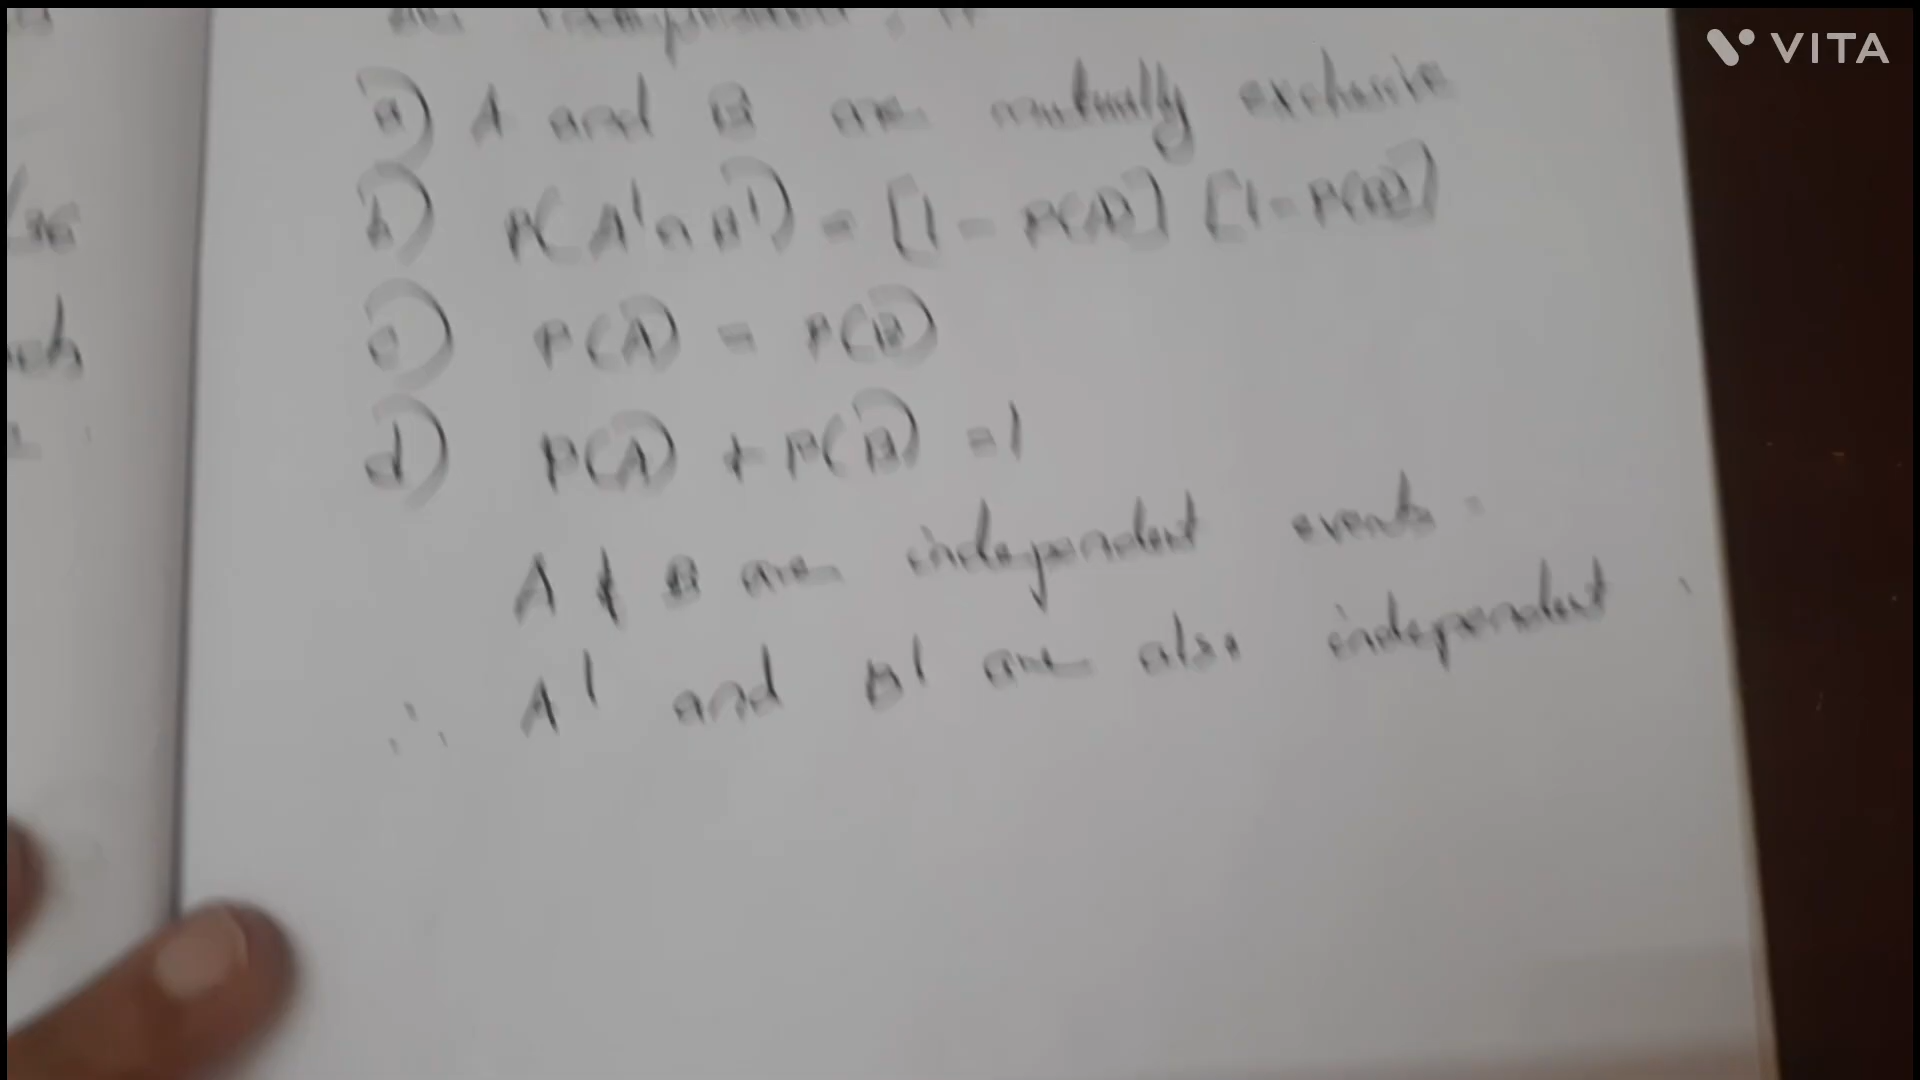 VITA
a) A and B are mutually exclusive
b) P(A'∩B') = [1 - P(A)] [1 - P(B)]
c) P(A) = P(B)
d) P(A) + P(B) = 1
A & B are independent events.
∴ A' and B' are also independent.